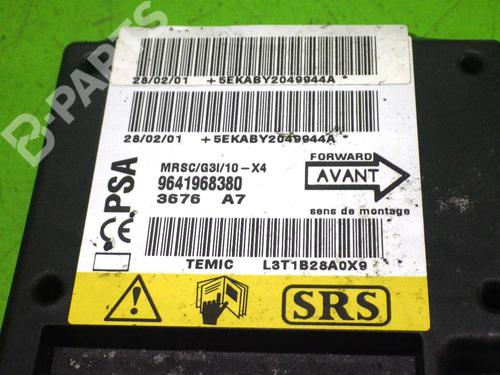 B-PARTS
28/02/01 +5EKABY2049944A*
28/02/01 +5EKABY2049944A*
CE PSA
MRSC/G3I/10-X4
9641968380
3676 A7
FORWARD
AVANT
sens de montage
TEMIC L3T1B28A0X9
SRS